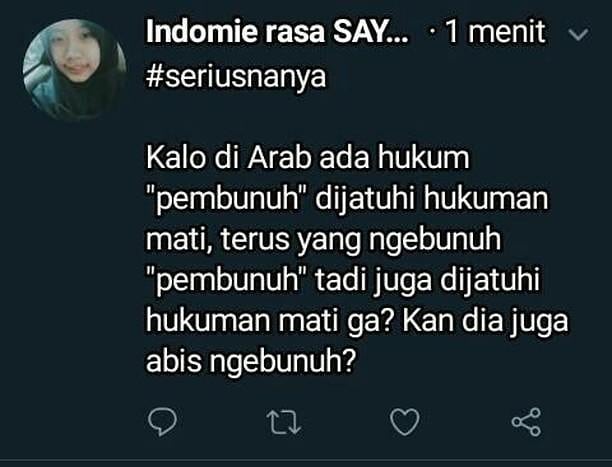 Indomie rasa SAY... · 1 menit
#seriusnanya
Kalo di Arab ada hukum
"pembunuh" dijatuhi hukuman
mati, terus yang ngebunuh
"pembunuh" tadi juga dijatuhi
hukuman mati ga? Kan dia juga
abis ngebunuh?